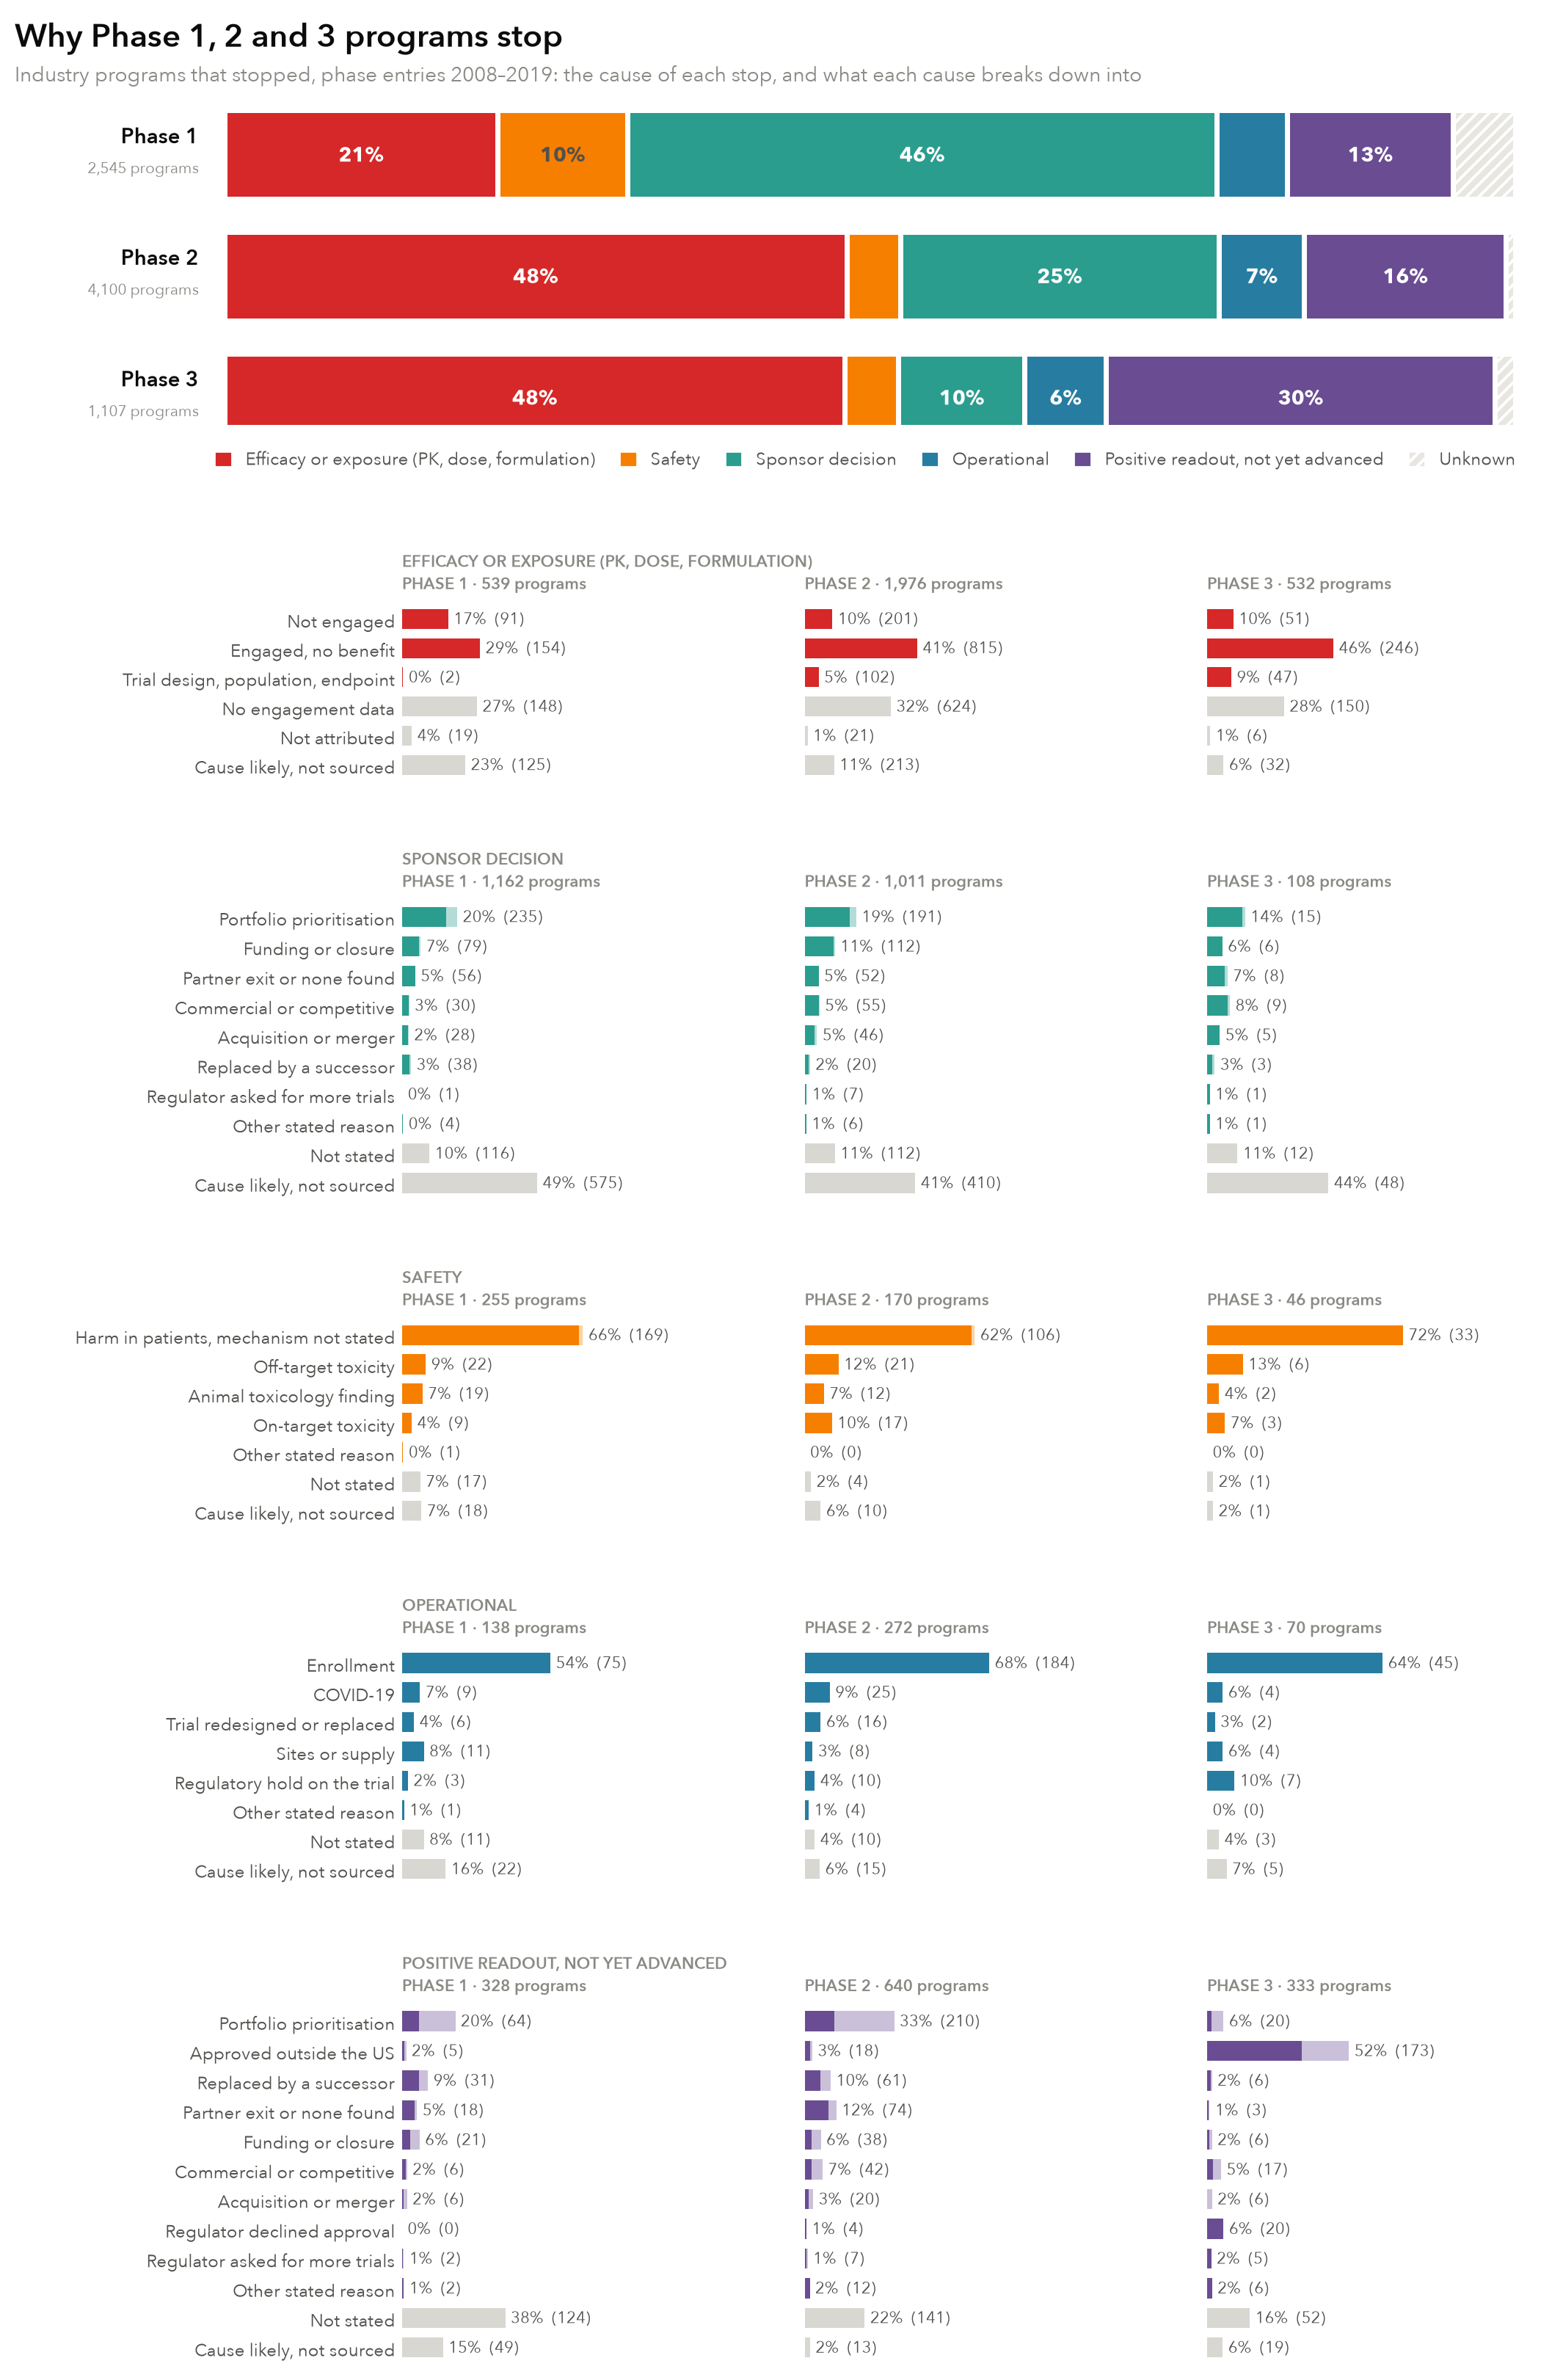 Why Phase 1, 2 and 3 programs stop
Industry programs that stopped, phase entries 2008–2019: the cause of each stop, and what each cause breaks down into
Phase 1
2,545 programs
21%
10%
46%
13%
Phase 2
4,100 programs
48%
25%
7%
16%
Phase 3
1,107 programs
48%
10%
6%
30%
Efficacy or exposure (PK, dose, formulation) Safety Sponsor decision Operational Positive readout, not yet advanced Unknown
EFFICACY OR EXPOSURE (PK, DOSE, FORMULATION)
PHASE 1 · 539 programs PHASE 2 · 1,976 programs PHASE 3 · 532 programs
Not engaged 17% (91) 10% (201) 10% (51)
Engaged, no benefit 29% (154) 41% (815) 46% (246)
Trial design, population, endpoint 0% (2) 5% (102) 9% (47)
No engagement data 27% (148) 32% (624) 28% (150)
Not attributed 4% (19) 1% (21) 1% (6)
Cause likely, not sourced 23% (125) 11% (213) 6% (32)
SPONSOR DECISION
PHASE 1 · 1,162 programs PHASE 2 · 1,011 programs PHASE 3 · 108 programs
Portfolio prioritisation 20% (235) 19% (191) 14% (15)
Funding or closure 7% (79) 11% (112) 6% (6)
Partner exit or none found 5% (56) 5% (52) 7% (8)
Commercial or competitive 3% (30) 5% (55) 8% (9)
Acquisition or merger 2% (28) 5% (46) 5% (5)
Replaced by a successor 3% (38) 2% (20) 3% (3)
Regulator asked for more trials 0% (1) 1% (7) 1% (1)
Other stated reason 0% (4) 1% (6) 1% (1)
Not stated 10% (116) 11% (112) 11% (12)
Cause likely, not sourced 49% (575) 41% (410) 44% (48)
SAFETY
PHASE 1 · 255 programs PHASE 2 · 170 programs PHASE 3 · 46 programs
Harm in patients, mechanism not stated 66% (169) 62% (106) 72% (33)
Off-target toxicity 9% (22) 12% (21) 13% (6)
Animal toxicology finding 7% (19) 7% (12) 4% (2)
On-target toxicity 4% (9) 10% (17) 7% (3)
Other stated reason 0% (1) 0% (0) 0% (0)
Not stated 7% (17) 2% (4) 2% (1)
Cause likely, not sourced 7% (18) 6% (10) 2% (1)
OPERATIONAL
PHASE 1 · 138 programs PHASE 2 · 272 programs PHASE 3 · 70 programs
Enrollment 54% (75) 68% (184) 64% (45)
COVID-19 7% (9) 9% (25) 6% (4)
Trial redesigned or replaced 4% (6) 6% (16) 3% (2)
Sites or supply 8% (11) 3% (8) 6% (4)
Regulatory hold on the trial 2% (3) 4% (10) 10% (7)
Other stated reason 1% (1) 1% (4) 0% (0)
Not stated 8% (11) 4% (10) 4% (3)
Cause likely, not sourced 16% (22) 6% (15) 7% (5)
POSITIVE READOUT, NOT YET ADVANCED
PHASE 1 · 328 programs PHASE 2 · 640 programs PHASE 3 · 333 programs
Portfolio prioritisation 20% (64) 33% (210) 6% (20)
Approved outside the US 2% (5) 3% (18) 52% (173)
Replaced by a successor 9% (31) 10% (61) 2% (6)
Partner exit or none found 5% (18) 12% (74) 1% (3)
Funding or closure 6% (21) 6% (38) 2% (6)
Commercial or competitive 2% (6) 7% (42) 5% (17)
Acquisition or merger 2% (6) 3% (20) 2% (6)
Regulator declined approval 0% (0) 1% (4) 6% (20)
Regulator asked for more trials 1% (2) 1% (7) 2% (5)
Other stated reason 1% (2) 2% (12) 2% (6)
Not stated 38% (124) 22% (141) 16% (52)
Cause likely, not sourced 15% (49) 2% (13) 6% (19)